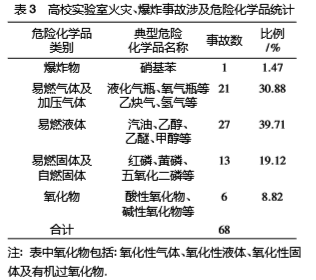 表 3 高校实验室火灾、爆炸事故涉及危险化学品统计
危险化学品 典型危险 事故数 比例
类别 化学品名称 /%
爆炸物 硝基苯 1 1.47
易燃气体及 液化气瓶、氧气瓶等 21 30.88
加压气体 乙炔气、氢气等
易燃液体 汽油、乙醇、 27 39.71
乙醚、甲醇等
易燃固体及 红磷、黄磷、 13 19.12
自燃固体 五氧化二磷等
氧化物 酸性氧化物、 6 8.82
碱性氧化物等
合计 68
注: 表中氧化物包括: 氧化性气体、氧化性液体、氧化性固
体及有机过氧化物.